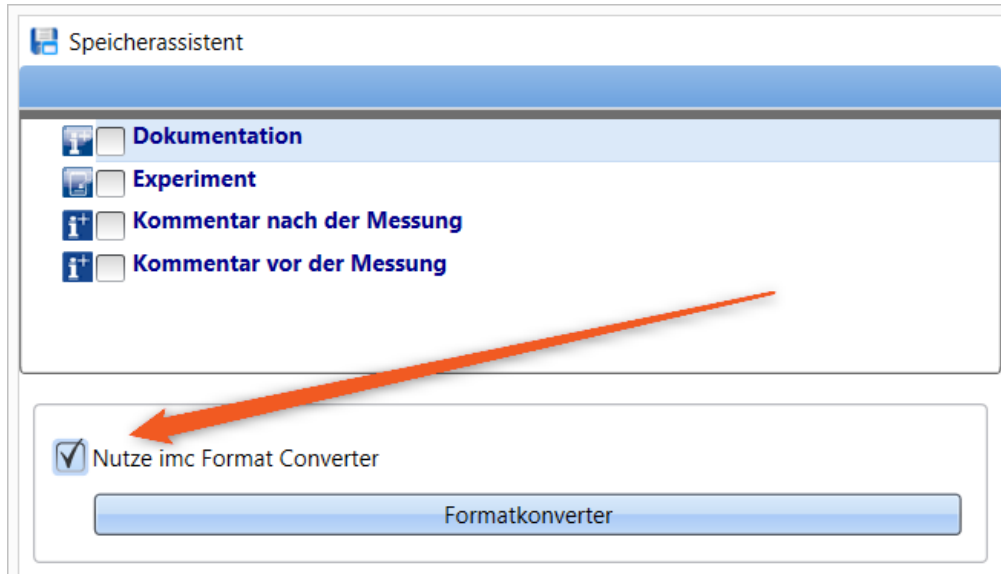 Speicherassistent
Dokumentation
Experiment
Kommentar nach der Messung
Kommentar vor der Messung
Nutze imc Format Converter
Formatkonverter